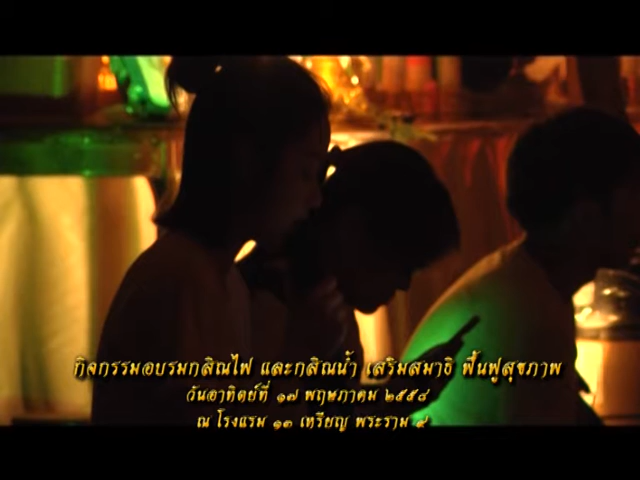 กิจกรรมอบรมกสิณไฟ และกสิณน้ำ เสริมสมาธิ ฟื้นฟูสุขภาพ
วันอาทิตย์ที่ ๑๗ พฤษภาคม ๒๕๕๘
ณ โรงแรม ๑๓ เหรียญ พระราม ๙